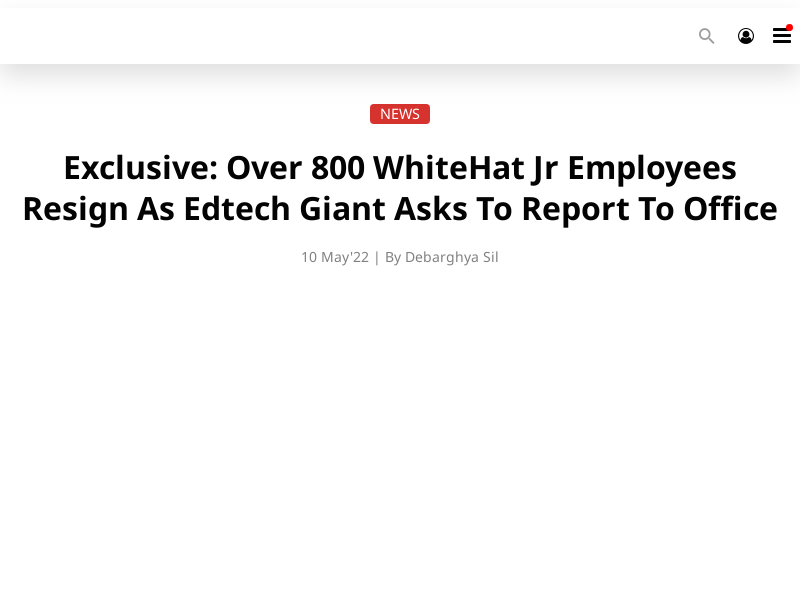 NEWS
Exclusive: Over 800 WhiteHat Jr Employees
Resign As Edtech Giant Asks To Report To Office
10 May'22 | By Debarghya Sil